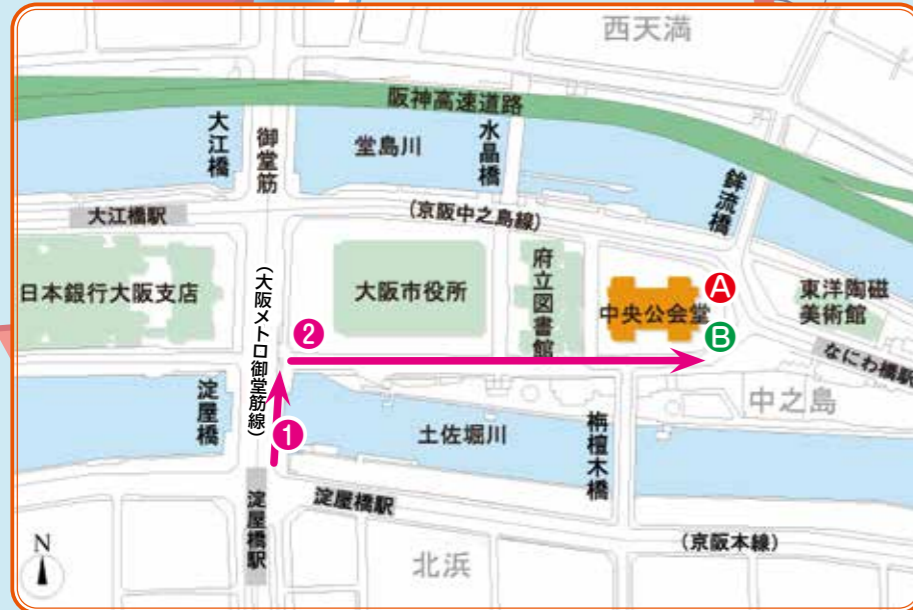 西天満
阪神高速道路
大江橋
御堂筋
堂島川
水晶橋
鉾流橋
大江橋駅
(京阪中之島線)
日本銀行大阪支店
(大阪メトロ御堂筋線)
大阪市役所
府立図書館
中央公会堂
A
B
東洋陶磁
美術館
なにわ橋駅
2
淀屋橋
1
土佐堀川
栴檀木橋
中之島
淀屋橋駅
淀屋橋駅
(京阪本線)
北浜
N